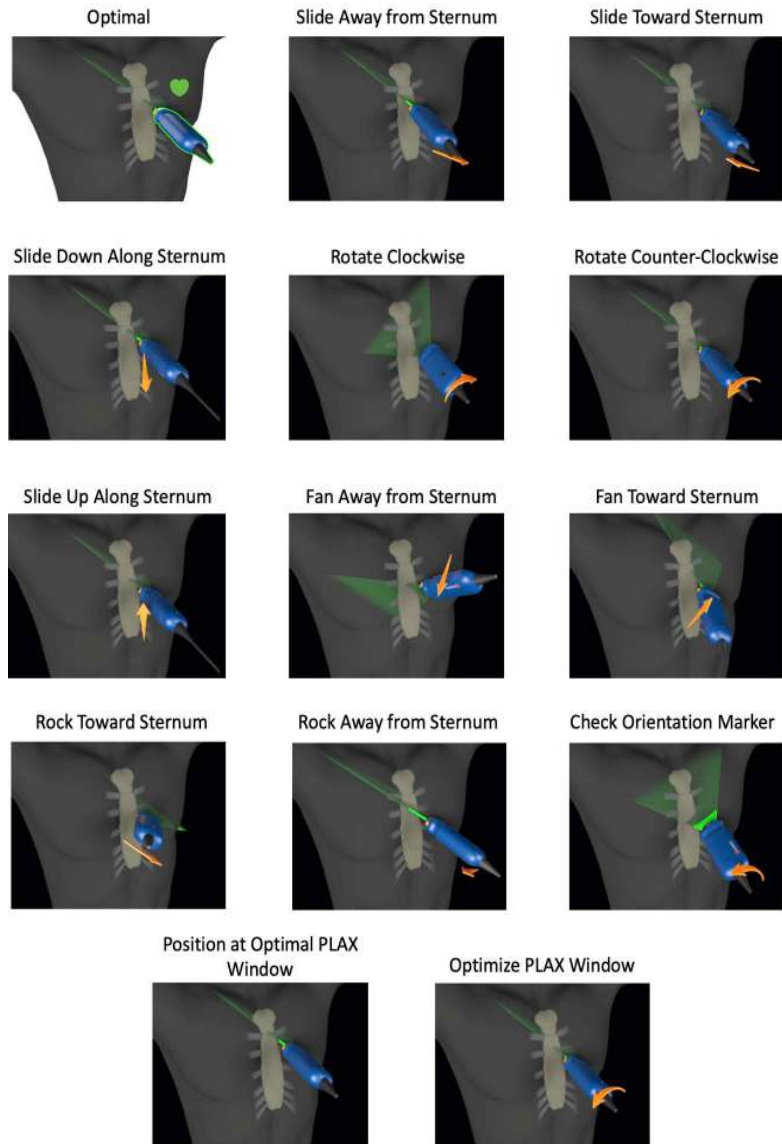 Optimal
Slide Away from Sternum
Slide Toward Sternum
Slide Down Along Sternum
Rotate Clockwise
Rotate Counter-Clockwise
Slide Up Along Sternum
Fan Away from Sternum
Fan Toward Sternum
Rock Toward Sternum
Rock Away from Sternum
Check Orientation Marker
Position at Optimal PLAX
Window
Optimize PLAX Window